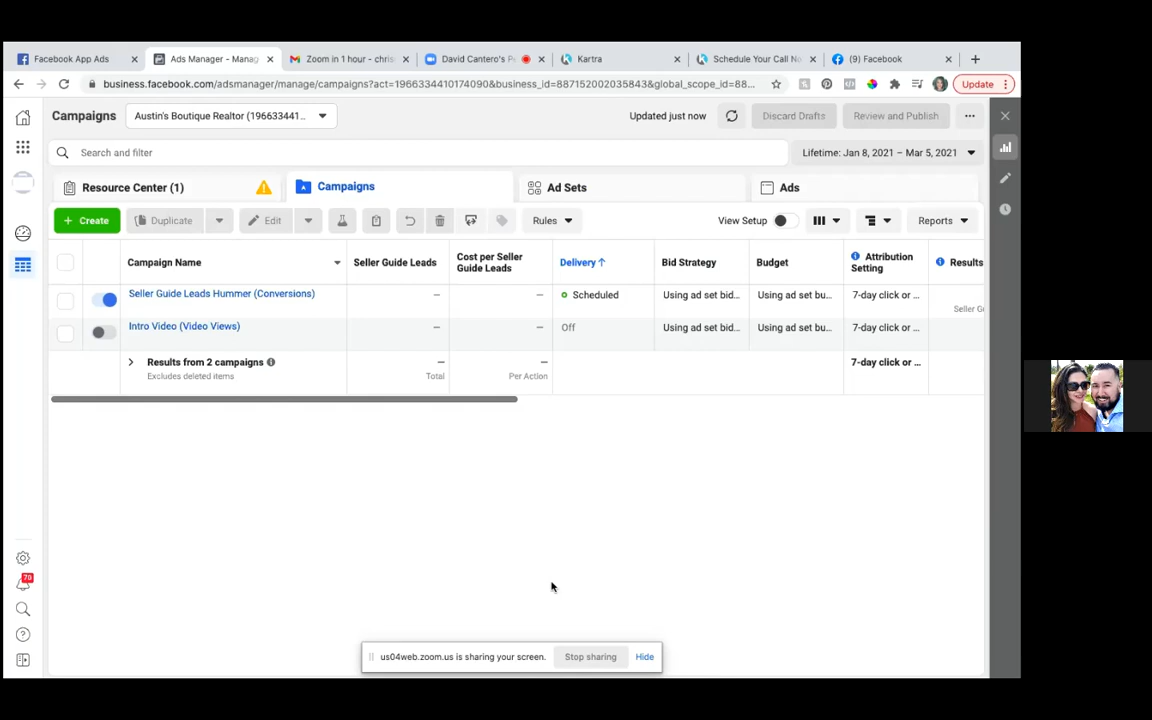 Facebook App Ads
Ads Manager - Manag
Zoom in 1 hour - chris
David Cantero's P
Kartra
Schedule Your Call No
(9) Facebook
business.facebook.com/adsmanager/manage/campaigns?act=1966334410174090&business_id=887152002035843&global_scope_id=88...
Update
Campaigns
Austin's Boutique Realtor (196633441...
Updated just now
Discard Drafts
Review and Publish
Search and filter
Lifetime: Jan 8, 2021 – Mar 5, 2021
Resource Center (1)
Campaigns
Ad Sets
Ads
+ Create
Duplicate
Edit
Rules
View Setup
Reports
Campaign Name
Seller Guide Leads
Cost per Seller
Guide Leads
Delivery ↑
Bid Strategy
Budget
Attribution
Setting
Results
Seller Guide Leads Hummer (Conversions)
—
—
Scheduled
Using ad set bid...
Using ad set bu...
7-day click or ...
Seller G
Intro Video (Video Views)
—
—
Off
Using ad set bid...
Using ad set bu...
7-day click or ...
Results from 2 campaigns
Excludes deleted items
—
Total
—
Per Action
7-day click or ...
70
us04web.zoom.us is sharing your screen.
Stop sharing
Hide